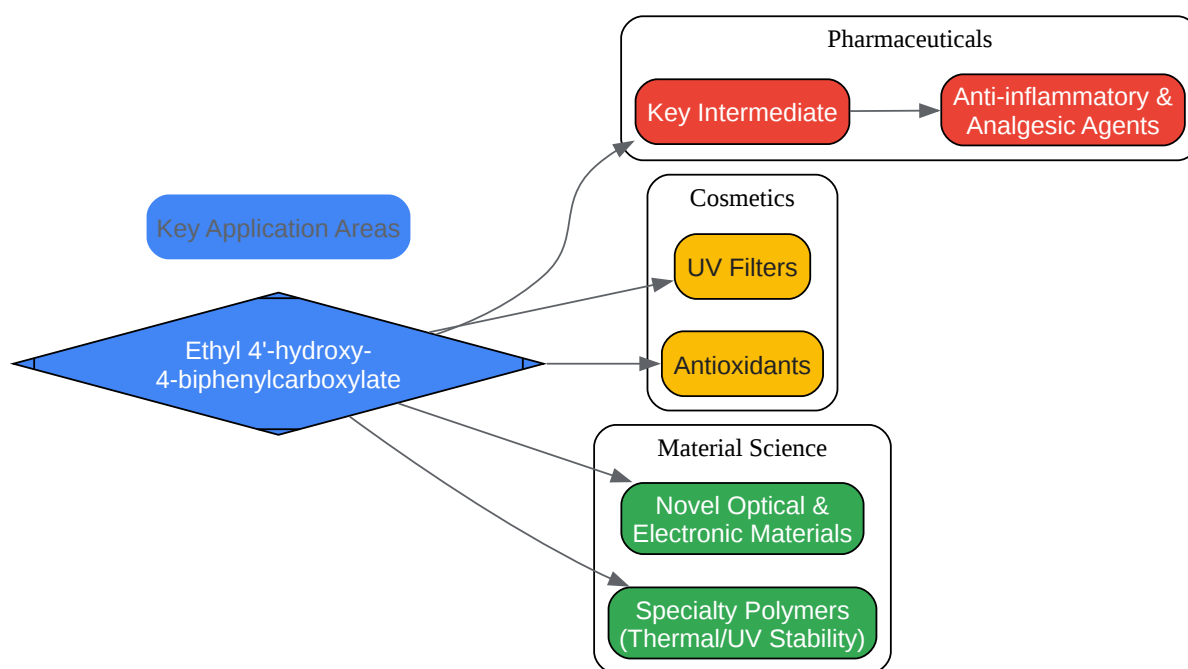 Pharmaceuticals
Key Intermediate
Anti-inflammatory &
Analgesic Agents
Key Application Areas
Cosmetics
UV Filters
Ethyl 4'-hydroxy-
4-biphenylcarboxylate
Antioxidants
Material Science
Novel Optical &
Electronic Materials
Specialty Polymers
(Thermal/UV Stability)